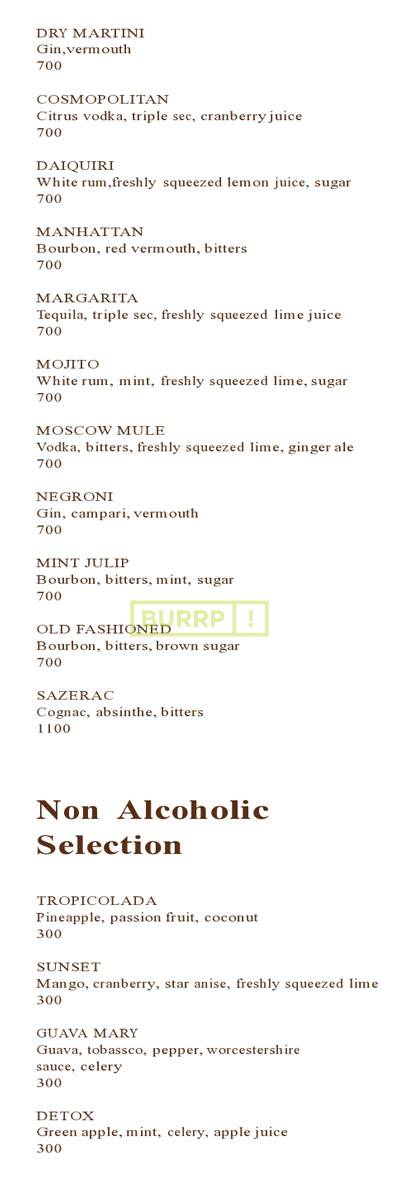 DRY MARTINI
Gin,vermouth
700
COSMOPOLITAN
Citrus vodka, triple sec, cranberry juice
700
DAIQUIRI
White rum,freshly squeezed lemon juice, sugar
700
MANHATTAN
Bourbon, red vermouth, bitters
700
MARGARITA
Tequila, triple sec, freshly squeezed lime juice
700
MOJITO
White rum, mint, freshly squeezed lime, sugar
700
MOSCOW MULE
Vodka, bitters, freshly squeezed lime, ginger ale
700
NEGRONI
Gin, campari, vermouth
700
MINT JULIP
Bourbon, bitters, mint, sugar
700
BURRP !
OLD FASHIONED
Bourbon, bitters, brown sugar
700
SAZERAC
Cognac, absinthe, bitters
1100
Non Alcoholic
Selection
TROPICOLADA
Pineapple, passion fruit, coconut
300
SUNSET
Mango, cranberry, star anise, freshly squeezed lime
300
GUAVA MARY
Guava, tobassco, pepper, worcestershire
sauce, celery
300
DETOX
Green apple, mint, celery, apple juice
300